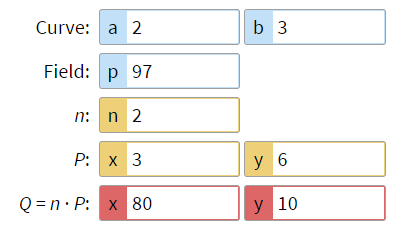 Curve: a 2 b 3
Field: p 97
n: n 2
P: x 3 y 6
Q = n · P: x 80 y 10